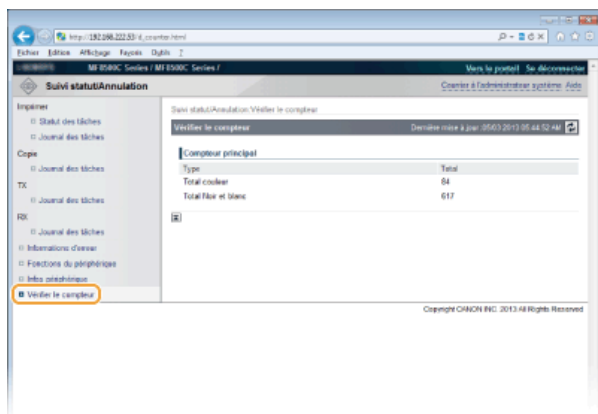 http://192.168.222.53/d_counter.html
Fichier Edition Affichage Favoris Outils ?
MF8500C Series / MF8500C Series /
Vers le portail Se déconnecter
Suivi statut/Annulation
Courrier à l'administrateur système Aide
Imprimer
Statut des tâches
Journal des tâches
Copie
Journal des tâches
TX
Journal des tâches
RX
Journal des tâches
Informations d'erreur
Fonctions du périphérique
Infos périphérique
Vérifier le compteur
Suivi statut/Annulation:Vérifier le compteur
Vérifier le compteur
Dernière mise à jour :05/03/2013 05:44:52 AM
Compteur principal
Type Total
Total couleur 84
Total Noir et blanc 617
Copyright CANON INC. 2013 All Rights Reserved